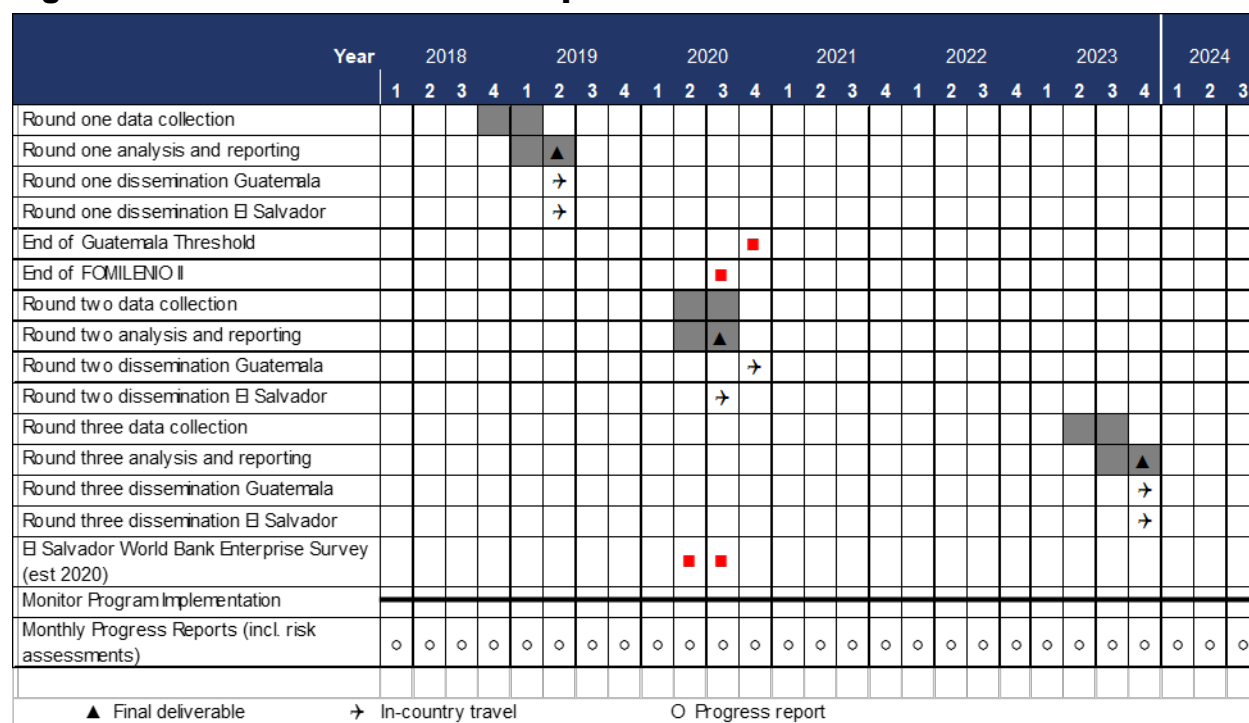 Year 2018 2019 2020 2021 2022 2023 2024
1 2 3 4 1 2 3 4 1 2 3 4 1 2 3 4 1 2 3 4 1 2 3 4 1 2 3
Round one data collection
Round one analysis and reporting
Round one dissemination Guatemala
Round one dissemination El Salvador
End of Guatemala Threshold
End of FOMILENIO II
Round two data collection
Round two analysis and reporting
Round two dissemination Guatemala
Round two dissemination El Salvador
Round three data collection
Round three analysis and reporting
Round three dissemination Guatemala
Round three dissemination El Salvador
El Salvador World Bank Enterprise Survey
(est 2020)
Monitor Program Implementation
Monthly Progress Reports (incl. risk
assessments)
▲ Final deliverable ✈ In-country travel O Progress report